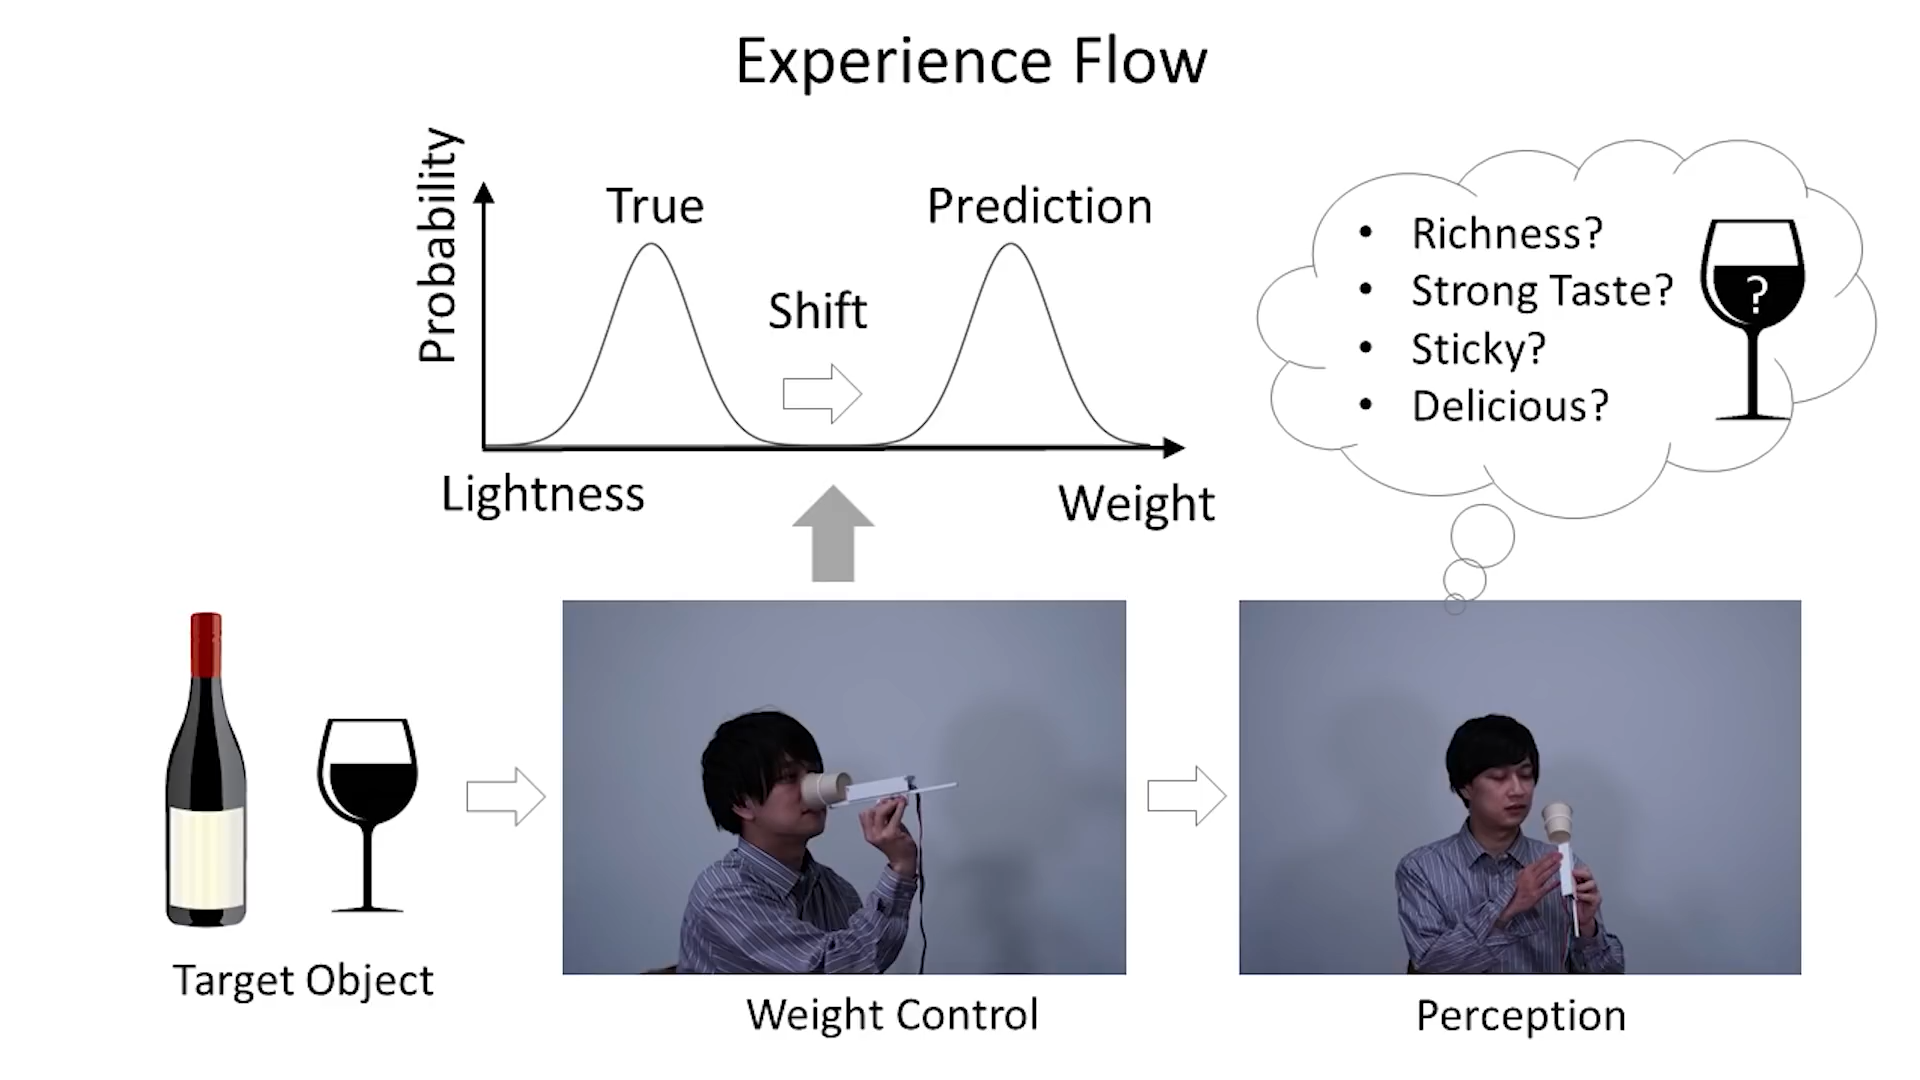 Experience Flow
Probability
True
Prediction
Shift
Lightness
Weight
• Richness?
• Strong Taste?
• Sticky?
• Delicious?
?
Target Object
Weight Control
Perception